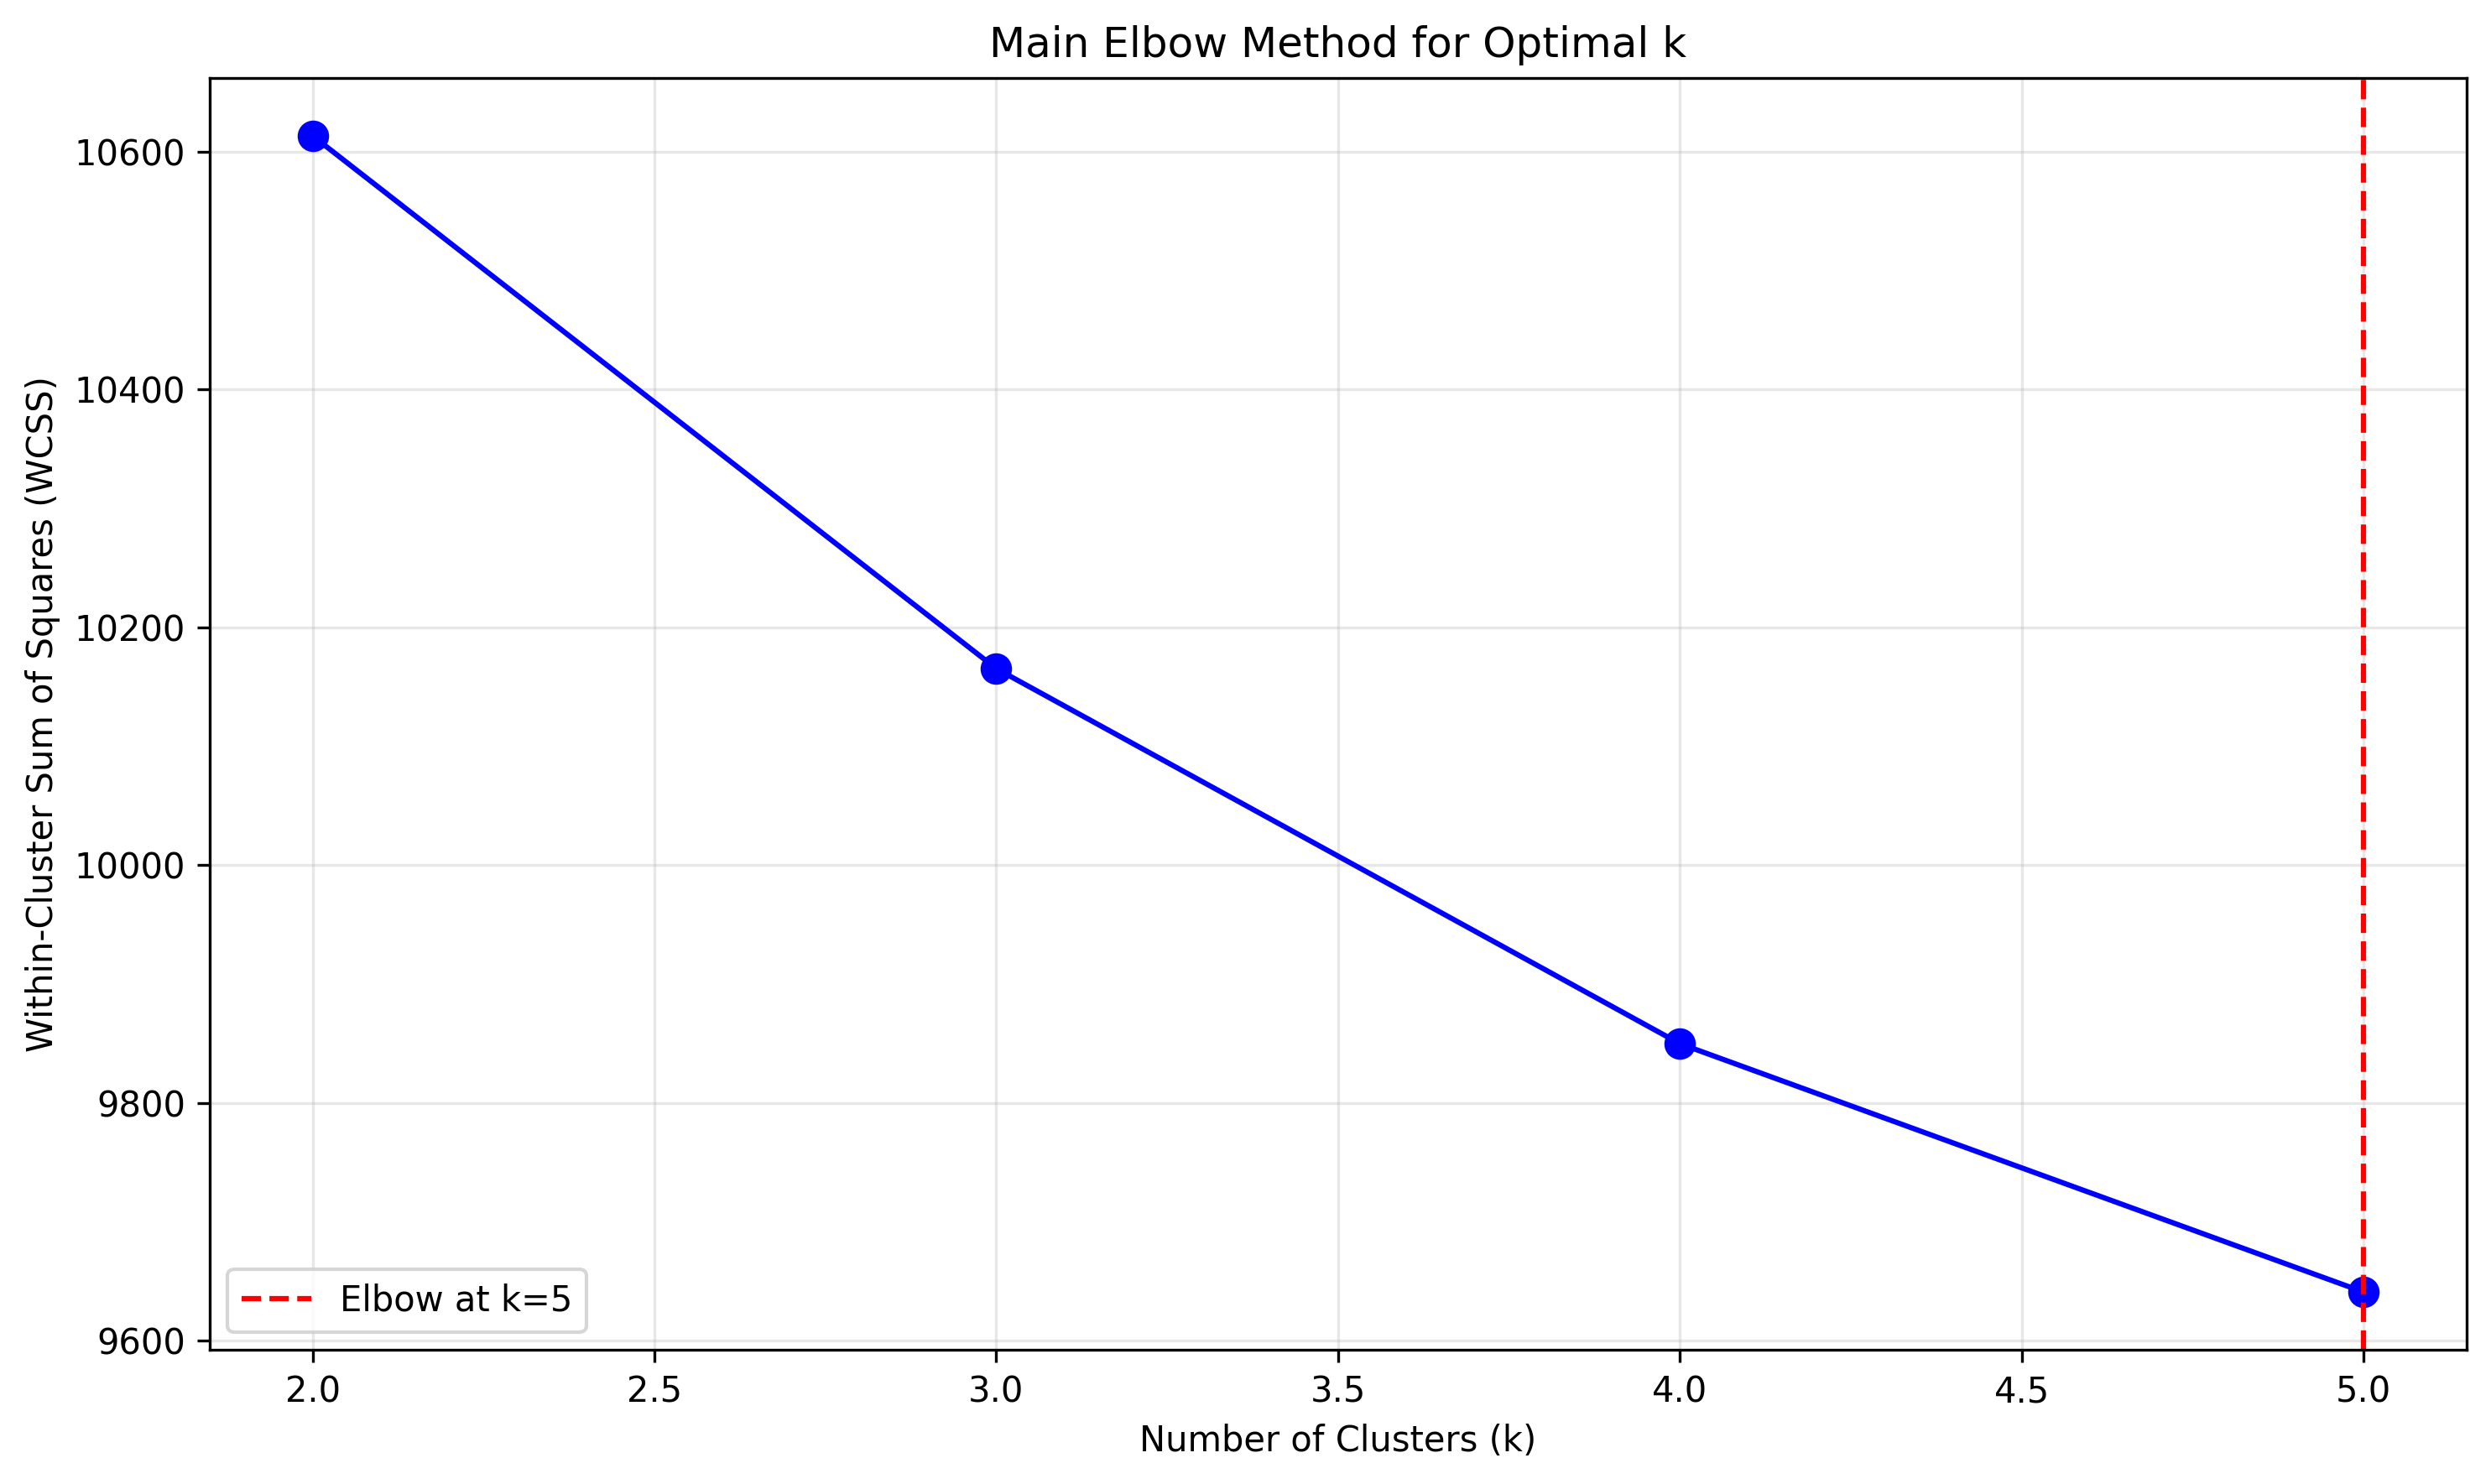 Main Elbow Method for Optimal k
Within-Cluster Sum of Squares (WCSS)
10600
10400
10200
10000
9800
9600
Elbow at k=5
2.0 2.5 3.0 3.5 4.0 4.5 5.0
Number of Clusters (k)